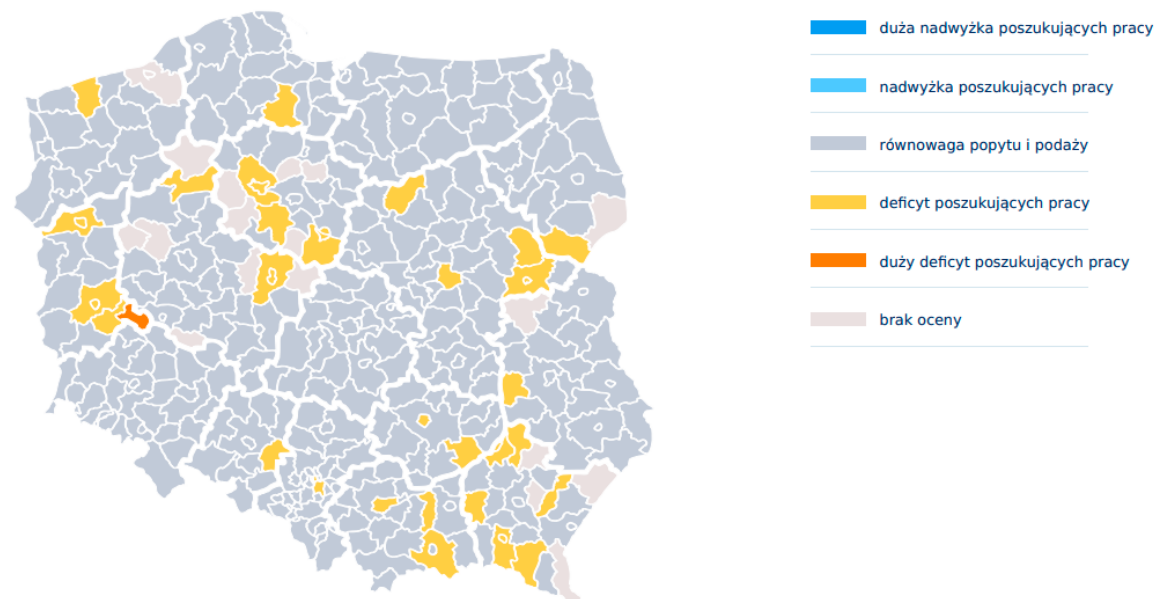 duża nadwyżka poszukujących pracy
nadwyżka poszukujących pracy
równowaga popytu i podaży
deficyt poszukujących pracy
duży deficyt poszukujących pracy
brak oceny